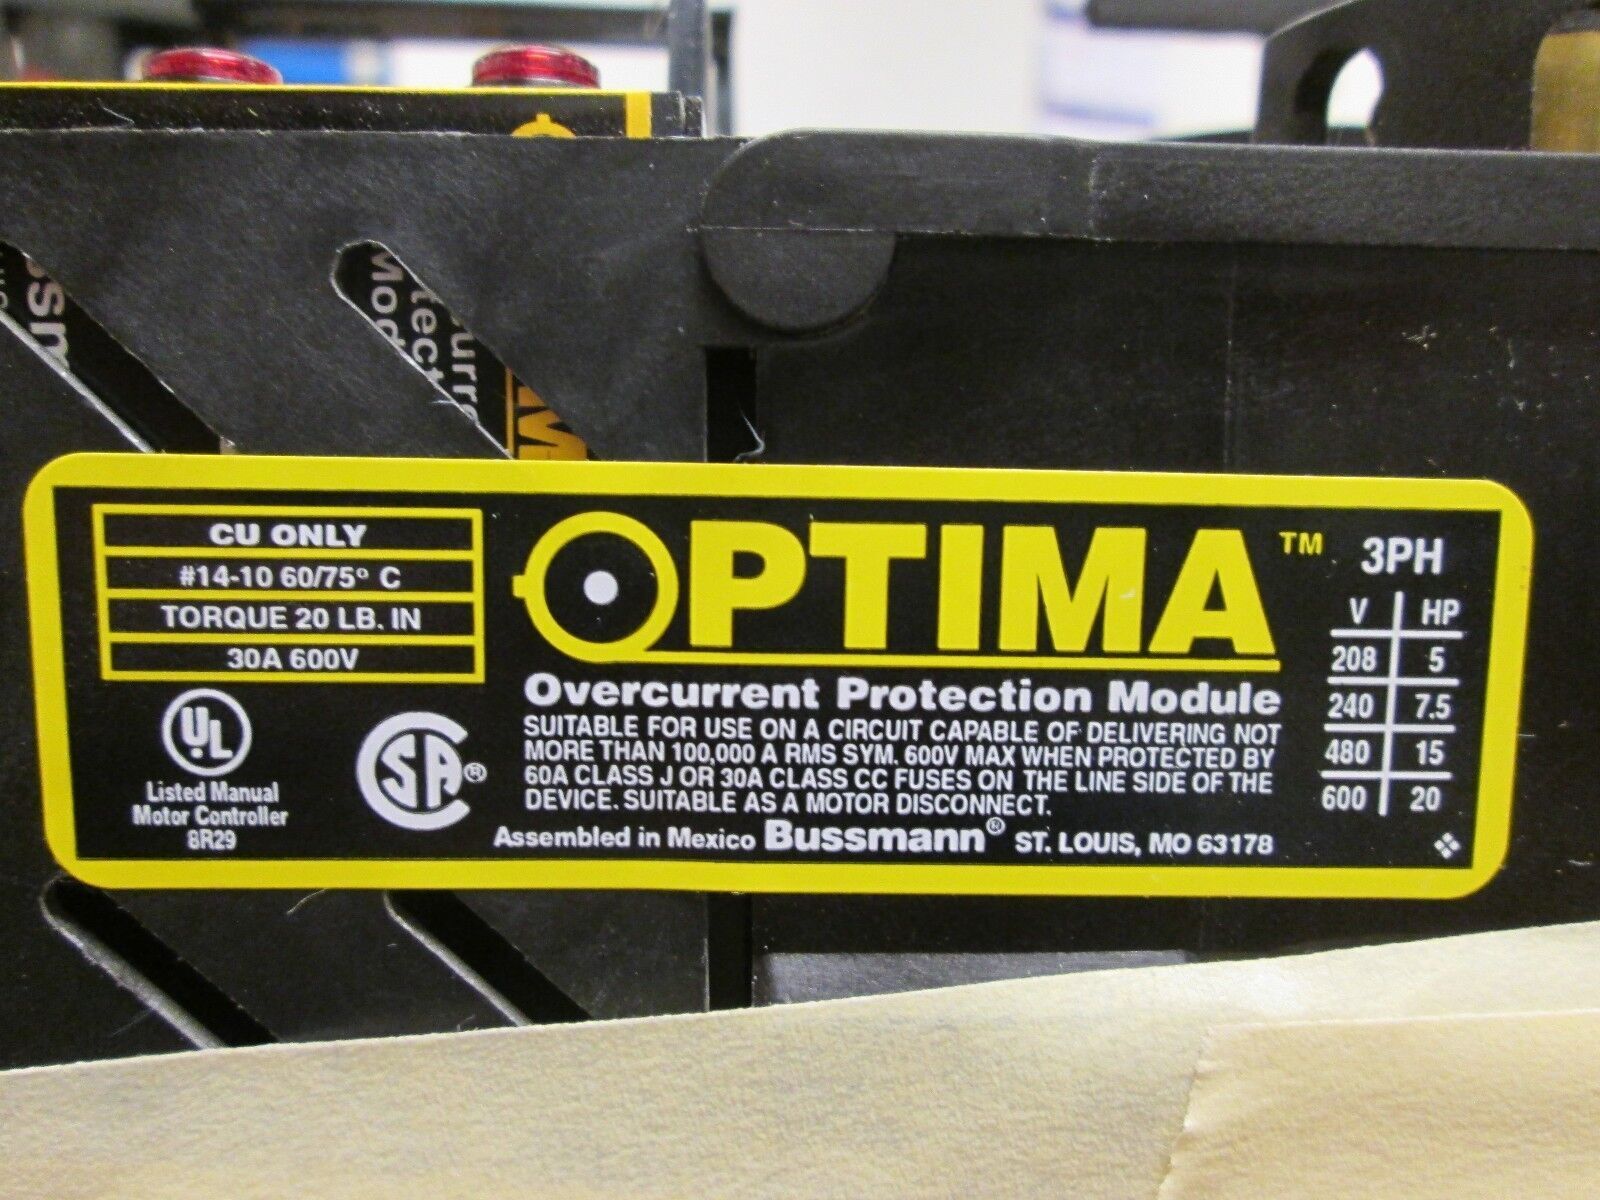 CU ONLY
#14-10 60/75° C
TORQUE 20 LB. IN
30A 600V
UL
Listed Manual
Motor Controller
8R29
CSA®
OPTIMA™
Overcurrent Protection Module
SUITABLE FOR USE ON A CIRCUIT CAPABLE OF DELIVERING NOT
MORE THAN 100,000 A RMS SYM. 600V MAX WHEN PROTECTED BY
60A CLASS J OR 30A CLASS CC FUSES ON THE LINE SIDE OF THE
DEVICE. SUITABLE AS A MOTOR DISCONNECT.
Assembled in Mexico Bussmann® ST. LOUIS, MO 63178
3PH
V HP
208 5
240 7.5
480 15
600 20